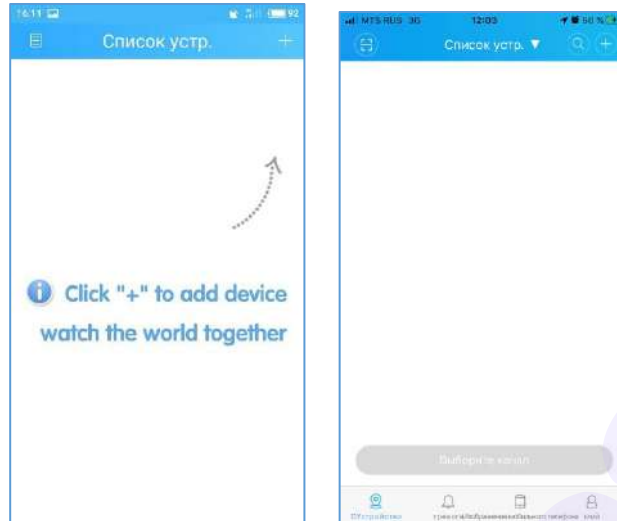 16:11
92
Список устр.
Click "+" to add device
watch the world together
MTS RUS 3G
12:03
50 %
Список устр.
Выберите канал